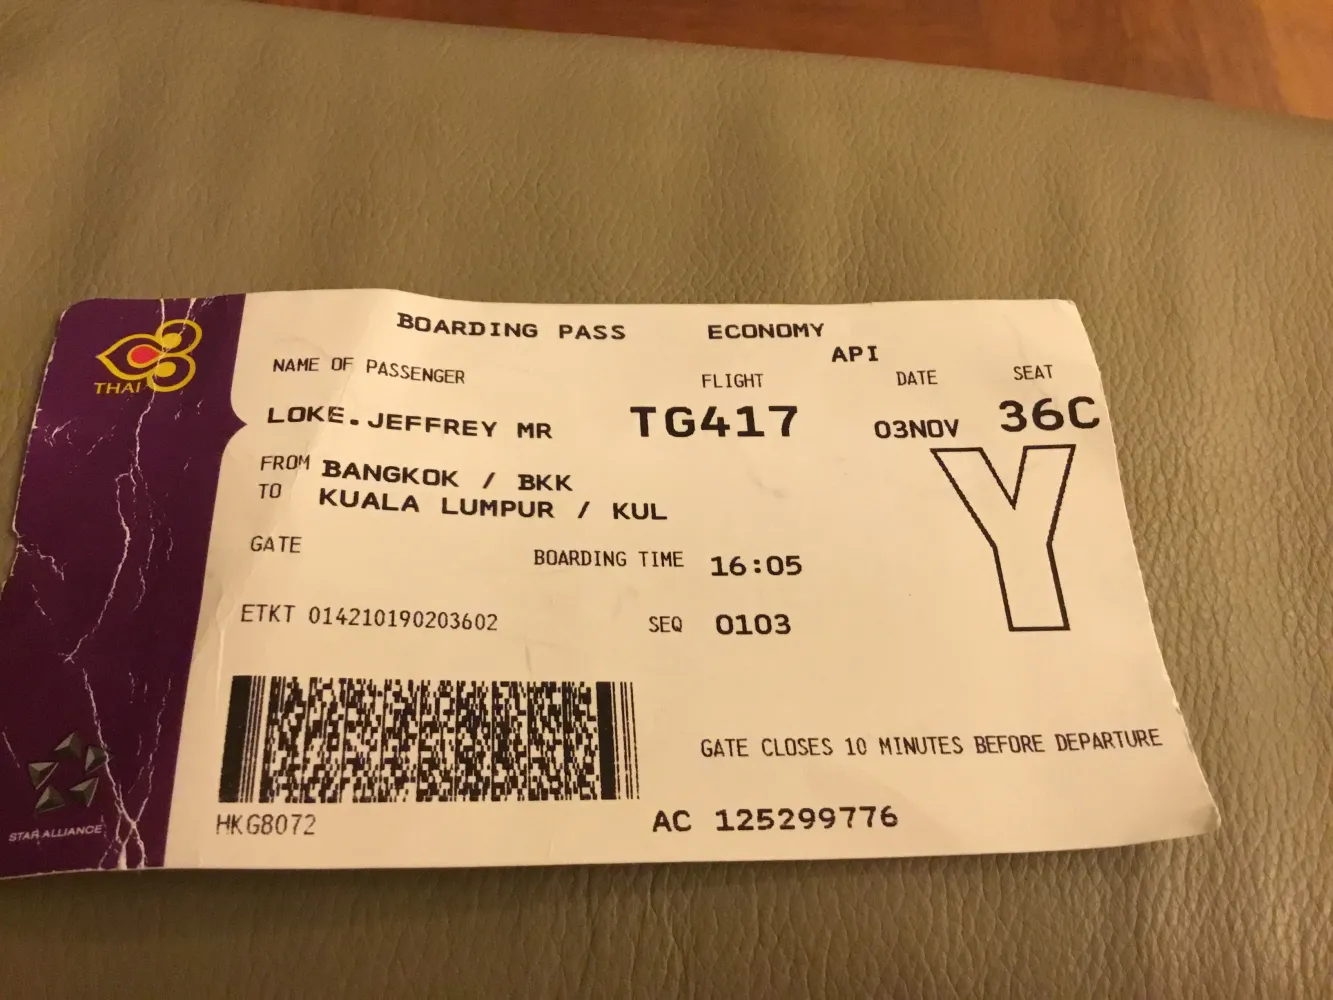 THAI
BOARDING PASS ECONOMY
API
NAME OF PASSENGER FLIGHT DATE SEAT
LOKE.JEFFREY MR TG417 03NOV 36C
Y
FROM BANGKOK / BKK
TO KUALA LUMPUR / KUL
GATE BOARDING TIME 16:05
ETKT 014210190203602 SEQ 0103
GATE CLOSES 10 MINUTES BEFORE DEPARTURE
HKG8072 AC 125299776
STAR ALLIANCE